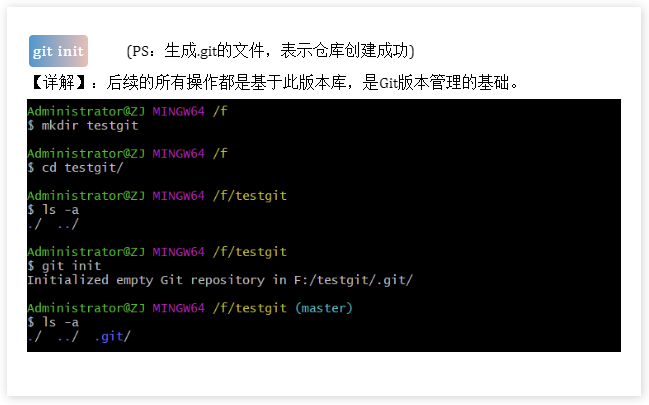 git init (PS：生成.git的文件，表示仓库创建成功)
【详解】：后续的所有操作都是基于此版本库，是Git版本管理的基础。
Administrator@ZJ MINGW64 /f
$ mkdir testgit
Administrator@ZJ MINGW64 /f
$ cd testgit/
Administrator@ZJ MINGW64 /f/testgit
$ ls -a
./ ../
Administrator@ZJ MINGW64 /f/testgit
$ git init
Initialized empty Git repository in F:/testgit/.git/
Administrator@ZJ MINGW64 /f/testgit (master)
$ ls -a
./ ../ .git/